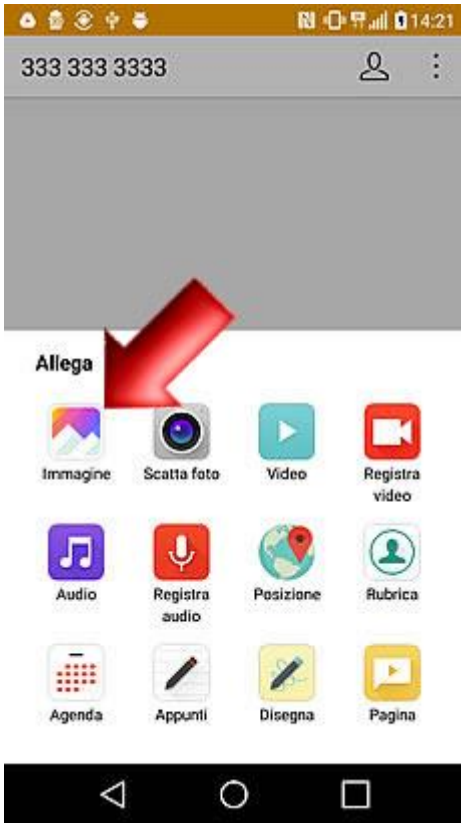 14:21
333 333 3333
Allega
Immagine Scatta foto Video Registra
video
Audio Registra Posizione Rubrica
audio
Agenda Appunti Disegna Pagina